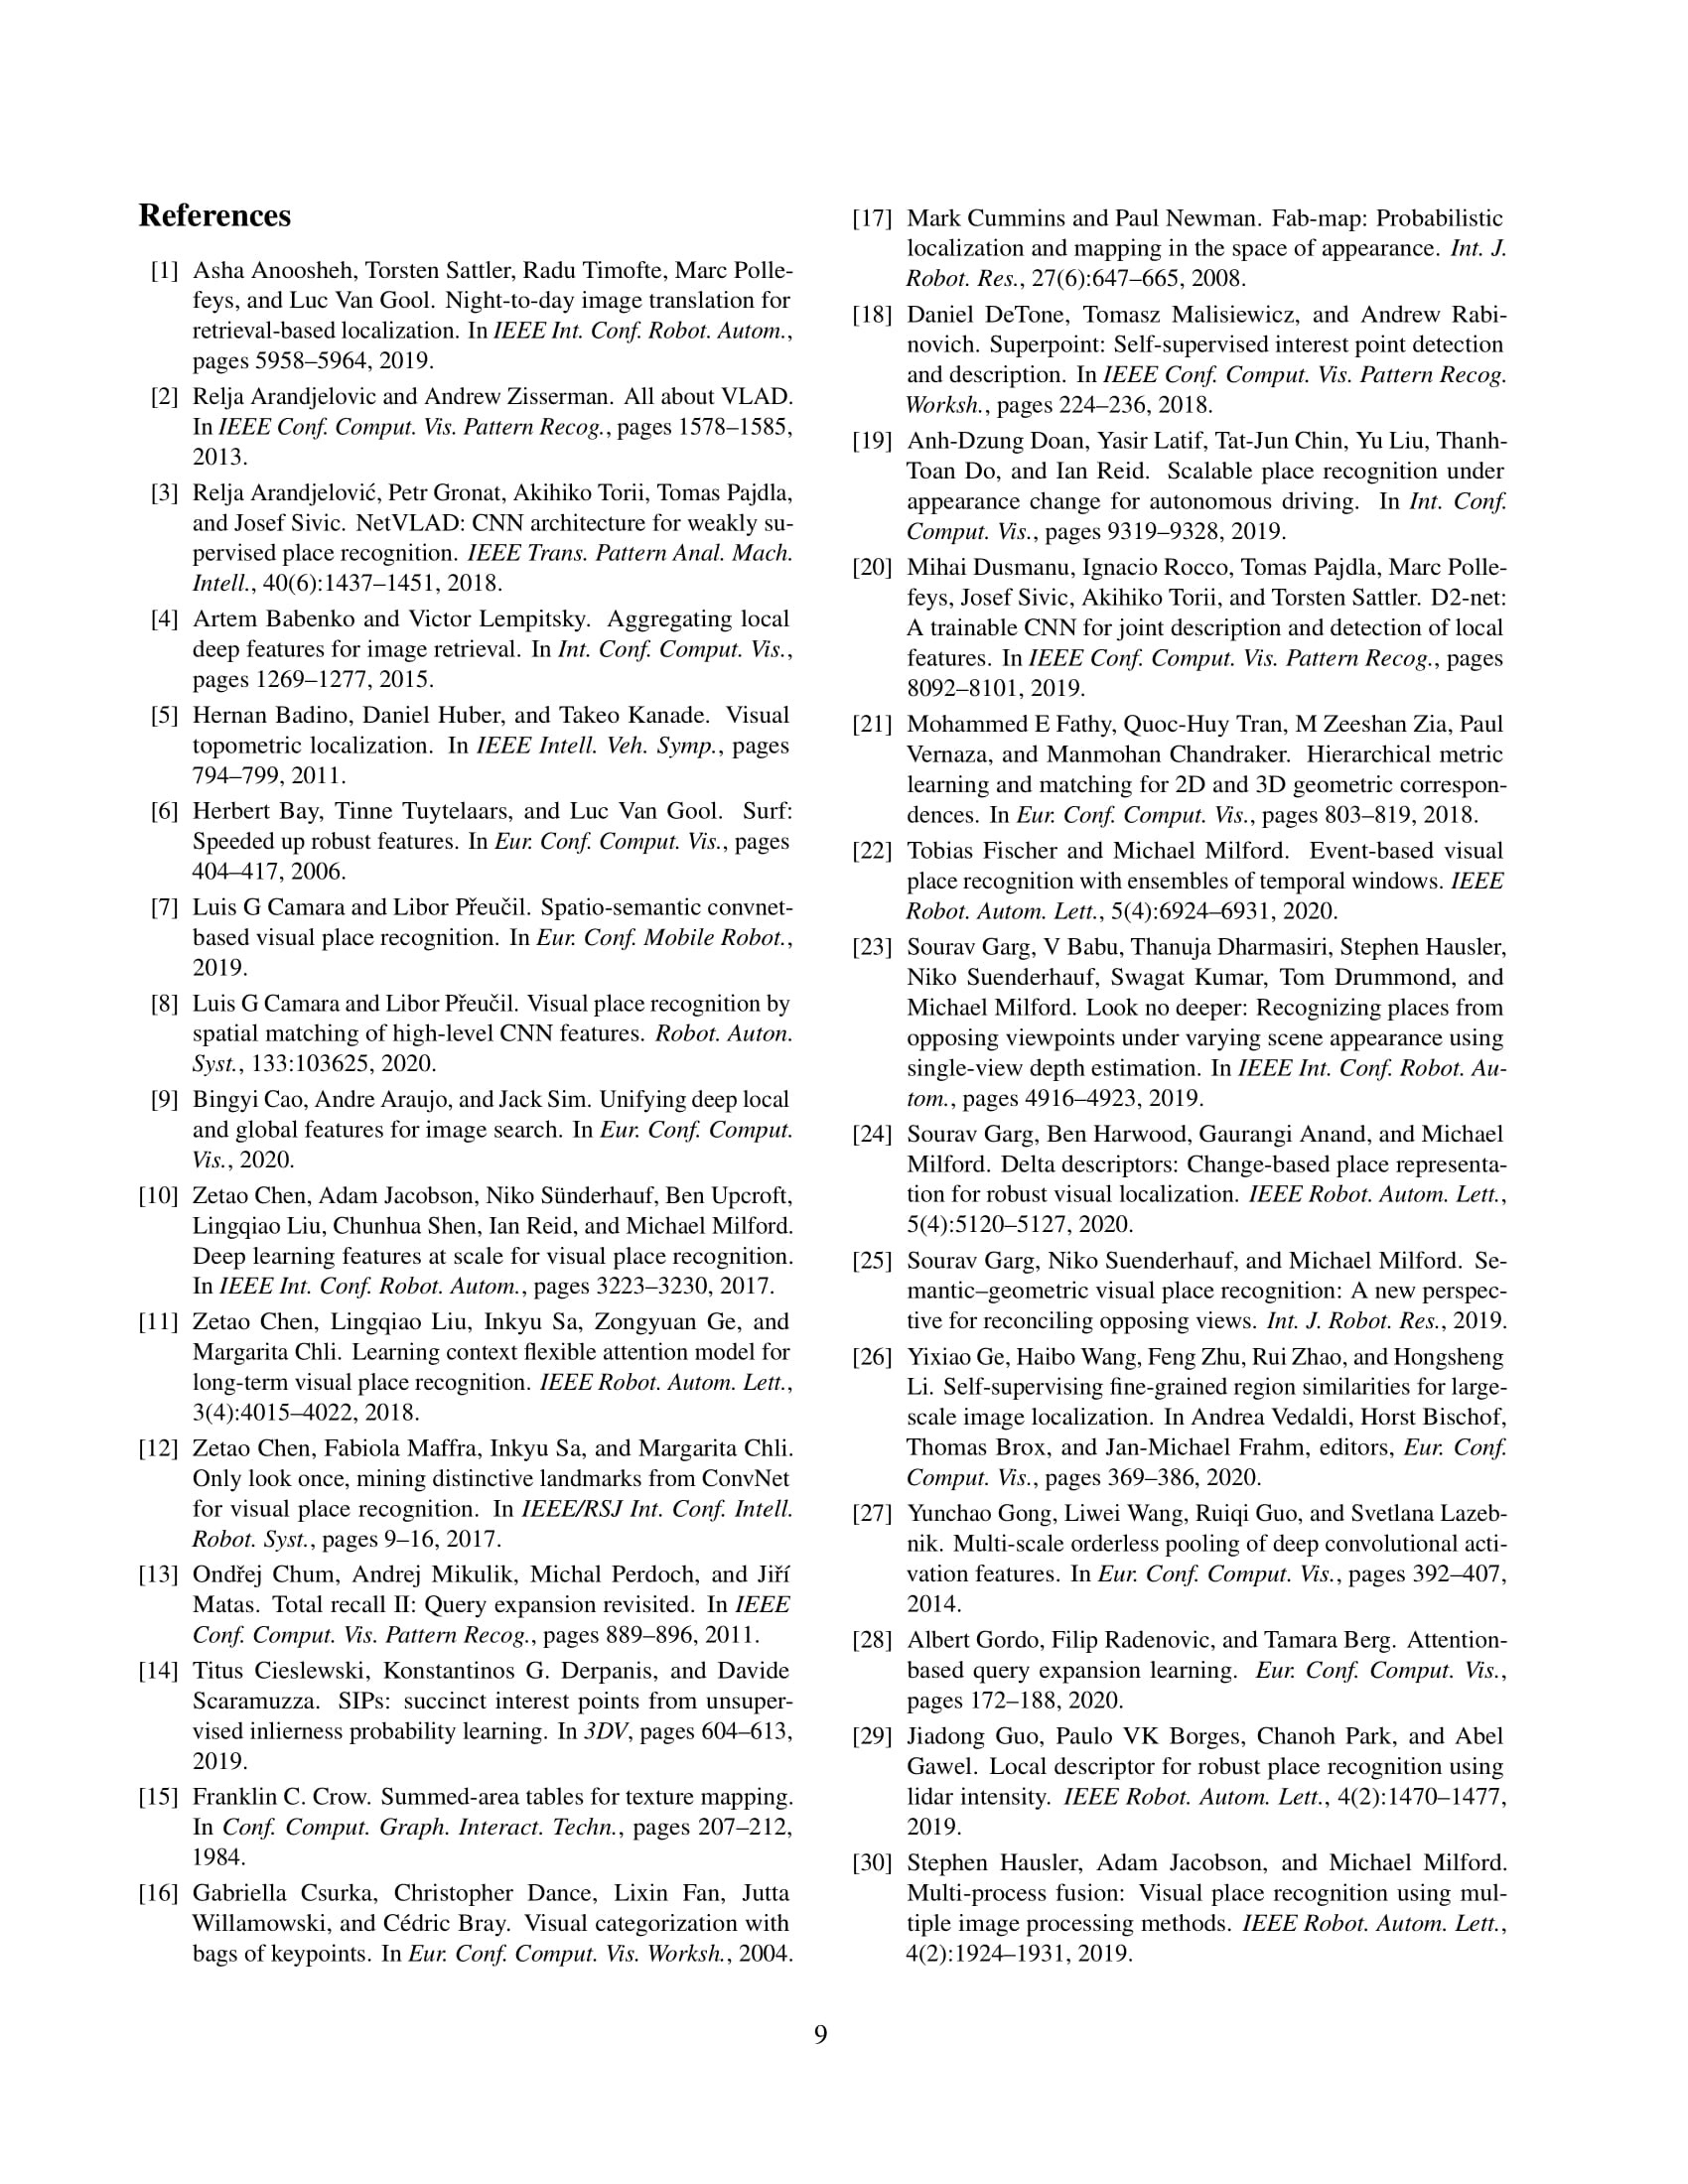 References
[1] Asha Anoosheh, Torsten Sattler, Radu Timofte, Marc Polle-
feys, and Luc Van Gool. Night-to-day image translation for
retrieval-based localization. In IEEE Int. Conf. Robot. Autom.,
pages 5958–5964, 2019.
[2] Relja Arandjelovic and Andrew Zisserman. All about VLAD.
In IEEE Conf. Comput. Vis. Pattern Recog., pages 1578–1585,
2013.
[3] Relja Arandjelović, Petr Gronat, Akihiko Torii, Tomas Pajdla,
and Josef Sivic. NetVLAD: CNN architecture for weakly su-
pervised place recognition. IEEE Trans. Pattern Anal. Mach.
Intell., 40(6):1437–1451, 2018.
[4] Artem Babenko and Victor Lempitsky. Aggregating local
deep features for image retrieval. In Int. Conf. Comput. Vis.,
pages 1269–1277, 2015.
[5] Hernan Badino, Daniel Huber, and Takeo Kanade. Visual
topometric localization. In IEEE Intell. Veh. Symp., pages
794–799, 2011.
[6] Herbert Bay, Tinne Tuytelaars, and Luc Van Gool. Surf:
Speeded up robust features. In Eur. Conf. Comput. Vis., pages
404–417, 2006.
[7] Luis G Camara and Libor Přeučil. Spatio-semantic convnet-
based visual place recognition. In Eur. Conf. Mobile Robot.,
2019.
[8] Luis G Camara and Libor Přeučil. Visual place recognition by
spatial matching of high-level CNN features. Robot. Auton.
Syst., 133:103625, 2020.
[9] Bingyi Cao, Andre Araujo, and Jack Sim. Unifying deep local
and global features for image search. In Eur. Conf. Comput.
Vis., 2020.
[10] Zetao Chen, Adam Jacobson, Niko Sünderhauf, Ben Upcroft,
Lingqiao Liu, Chunhua Shen, Ian Reid, and Michael Milford.
Deep learning features at scale for visual place recognition.
In IEEE Int. Conf. Robot. Autom., pages 3223–3230, 2017.
[11] Zetao Chen, Lingqiao Liu, Inkyu Sa, Zongyuan Ge, and
Margarita Chli. Learning context flexible attention model for
long-term visual place recognition. IEEE Robot. Autom. Lett.,
3(4):4015–4022, 2018.
[12] Zetao Chen, Fabiola Maffra, Inkyu Sa, and Margarita Chli.
Only look once, mining distinctive landmarks from ConvNet
for visual place recognition. In IEEE/RSJ Int. Conf. Intell.
Robot. Syst., pages 9–16, 2017.
[13] Ondřej Chum, Andrej Mikulik, Michal Perdoch, and Jiří
Matas. Total recall II: Query expansion revisited. In IEEE
Conf. Comput. Vis. Pattern Recog., pages 889–896, 2011.
[14] Titus Cieslewski, Konstantinos G. Derpanis, and Davide
Scaramuzza. SIPs: succinct interest points from unsuper-
vised inlierness probability learning. In 3DV, pages 604–613,
2019.
[15] Franklin C. Crow. Summed-area tables for texture mapping.
In Conf. Comput. Graph. Interact. Techn., pages 207–212,
1984.
[16] Gabriella Csurka, Christopher Dance, Lixin Fan, Jutta
Willamowski, and Cédric Bray. Visual categorization with
bags of keypoints. In Eur. Conf. Comput. Vis. Worksh., 2004.
[17] Mark Cummins and Paul Newman. Fab-map: Probabilistic
localization and mapping in the space of appearance. Int. J.
Robot. Res., 27(6):647–665, 2008.
[18] Daniel DeTone, Tomasz Malisiewicz, and Andrew Rabi-
novich. Superpoint: Self-supervised interest point detection
and description. In IEEE Conf. Comput. Vis. Pattern Recog.
Worksh., pages 224–236, 2018.
[19] Anh-Dzung Doan, Yasir Latif, Tat-Jun Chin, Yu Liu, Thanh-
Toan Do, and Ian Reid. Scalable place recognition under
appearance change for autonomous driving. In Int. Conf.
Comput. Vis., pages 9319–9328, 2019.
[20] Mihai Dusmanu, Ignacio Rocco, Tomas Pajdla, Marc Polle-
feys, Josef Sivic, Akihiko Torii, and Torsten Sattler. D2-net:
A trainable CNN for joint description and detection of local
features. In IEEE Conf. Comput. Vis. Pattern Recog., pages
8092–8101, 2019.
[21] Mohammed E Fathy, Quoc-Huy Tran, M Zeeshan Zia, Paul
Vernaza, and Manmohan Chandraker. Hierarchical metric
learning and matching for 2D and 3D geometric correspon-
dences. In Eur. Conf. Comput. Vis., pages 803–819, 2018.
[22] Tobias Fischer and Michael Milford. Event-based visual
place recognition with ensembles of temporal windows. IEEE
Robot. Autom. Lett., 5(4):6924–6931, 2020.
[23] Sourav Garg, V Babu, Thanuja Dharmasiri, Stephen Hausler,
Niko Suenderhauf, Swagat Kumar, Tom Drummond, and
Michael Milford. Look no deeper: Recognizing places from
opposing viewpoints under varying scene appearance using
single-view depth estimation. In IEEE Int. Conf. Robot. Au-
tom., pages 4916–4923, 2019.
[24] Sourav Garg, Ben Harwood, Gaurangi Anand, and Michael
Milford. Delta descriptors: Change-based place representa-
tion for robust visual localization. IEEE Robot. Autom. Lett.,
5(4):5120–5127, 2020.
[25] Sourav Garg, Niko Suenderhauf, and Michael Milford. Se-
mantic–geometric visual place recognition: A new perspec-
tive for reconciling opposing views. Int. J. Robot. Res., 2019.
[26] Yixiao Ge, Haibo Wang, Feng Zhu, Rui Zhao, and Hongsheng
Li. Self-supervising fine-grained region similarities for large-
scale image localization. In Andrea Vedaldi, Horst Bischof,
Thomas Brox, and Jan-Michael Frahm, editors, Eur. Conf.
Comput. Vis., pages 369–386, 2020.
[27] Yunchao Gong, Liwei Wang, Ruiqi Guo, and Svetlana Lazeb-
nik. Multi-scale orderless pooling of deep convolutional acti-
vation features. In Eur. Conf. Comput. Vis., pages 392–407,
2014.
[28] Albert Gordo, Filip Radenovic, and Tamara Berg. Attention-
based query expansion learning. Eur. Conf. Comput. Vis.,
pages 172–188, 2020.
[29] Jiadong Guo, Paulo VK Borges, Chanoh Park, and Abel
Gawel. Local descriptor for robust place recognition using
lidar intensity. IEEE Robot. Autom. Lett., 4(2):1470–1477,
2019.
[30] Stephen Hausler, Adam Jacobson, and Michael Milford.
Multi-process fusion: Visual place recognition using mul-
tiple image processing methods. IEEE Robot. Autom. Lett.,
4(2):1924–1931, 2019.
9